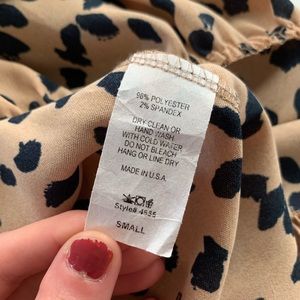 98% POLYESTER
2% SPANDEX
DRY CLEAN OR
HAND WASH
WITH COLD WATER
DO NOT BLEACH
HANG OR LINE DRY
MADE IN U.S.A
Style# 4535
SMALL